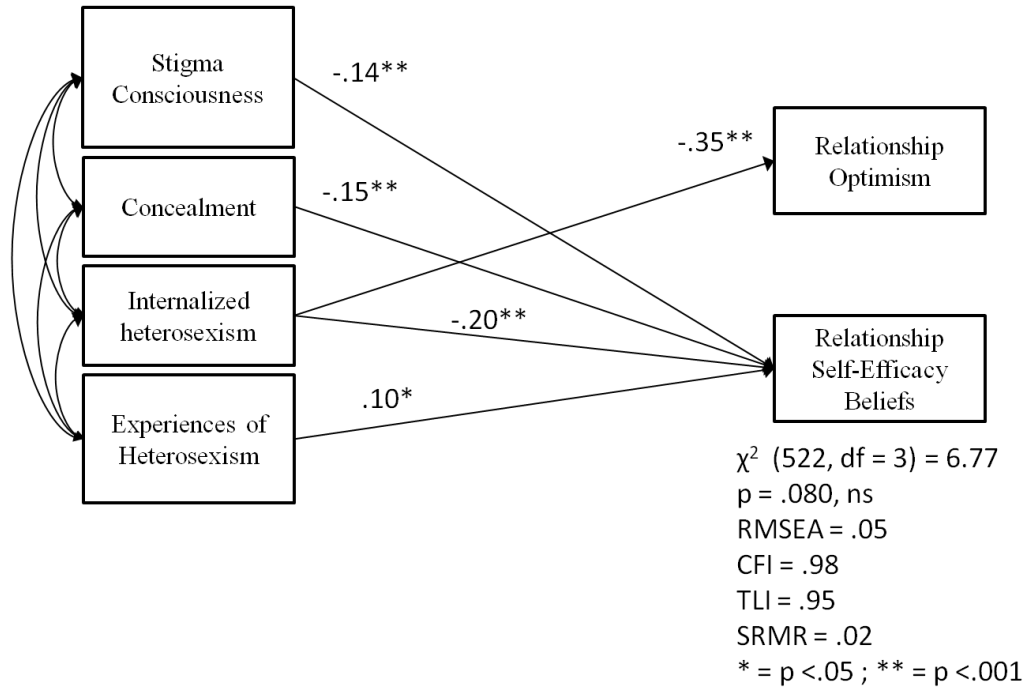 Stigma
Consciousness
-.14**
-.35**
Relationship
Optimism
Concealment
-.15**
Internalized
heterosexism
-.20**
Relationship
Self-Efficacy
Beliefs
Experiences of
Heterosexism
.10*
χ² (522, df = 3) = 6.77
p = .080, ns
RMSEA = .05
CFI = .98
TLI = .95
SRMR = .02
* = p <.05 ; ** = p <.001